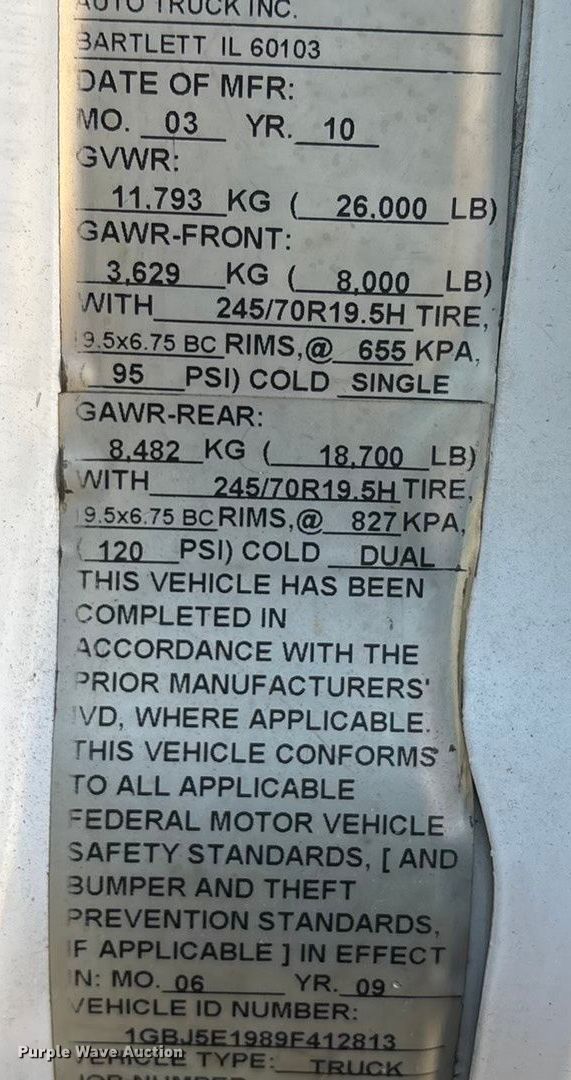 AUTO TRUCK INC.
BARTLETT IL 60103
DATE OF MFR:
MO. 03 YR. 10
GVWR:
11.793 KG ( 26.000 LB)
GAWR-FRONT:
3,629 KG ( 8,000 LB)
WITH 245/70R19.5H TIRE,
19.5x6.75 BC RIMS,@ 655 KPA,
( 95 PSI) COLD SINGLE
GAWR-REAR:
8,482 KG ( 18,700 LB)
WITH 245/70R19.5H TIRE,
9.5x6.75 BC RIMS,@ 827 KPA,
( 120 PSI) COLD DUAL
THIS VEHICLE HAS BEEN
COMPLETED IN
ACCORDANCE WITH THE
PRIOR MANUFACTURERS'
IVD, WHERE APPLICABLE.
THIS VEHICLE CONFORMS
TO ALL APPLICABLE
FEDERAL MOTOR VEHICLE
SAFETY STANDARDS, [ AND
BUMPER AND THEFT
PREVENTION STANDARDS,
IF APPLICABLE ] IN EFFECT
IN: MO. 06 YR. 09
VEHICLE ID NUMBER:
1GBJ5E1989F412813
VEHICLE TYPE: TRUCK
JOB NUMBER
Purple Wave Auction